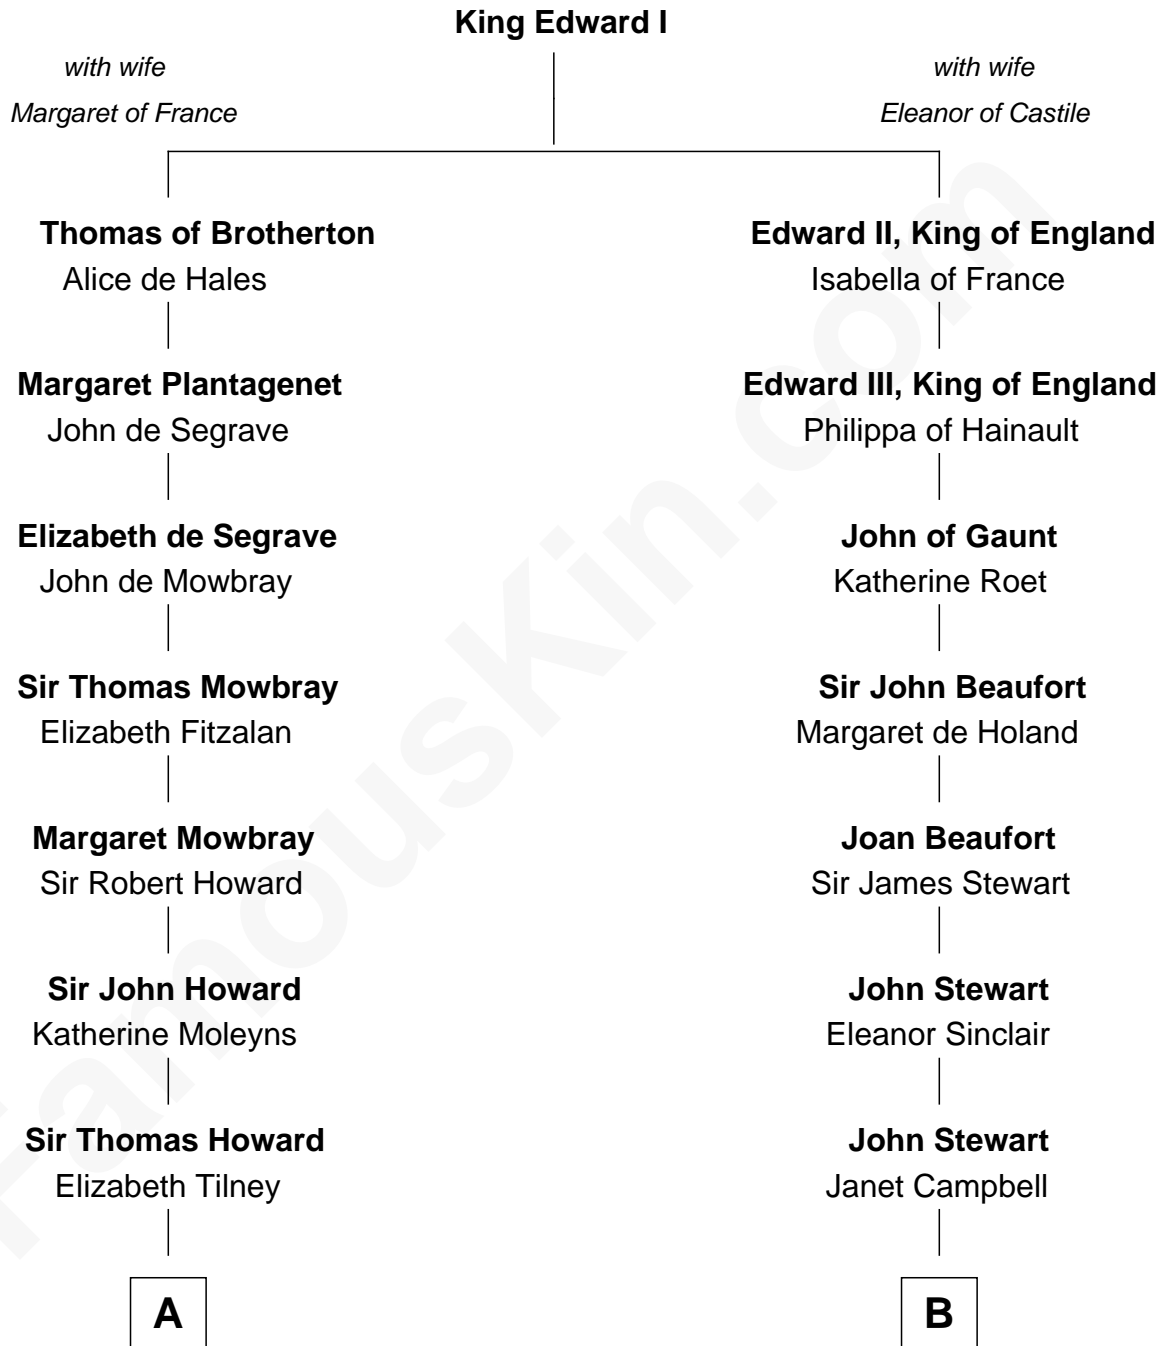 King Edward I
with wife
Margaret of France
with wife
Eleanor of Castile
Thomas of Brotherton
Alice de Hales
Edward II, King of England
Isabella of France
Margaret Plantagenet
John de Segrave
Edward III, King of England
Philippa of Hainault
Elizabeth de Segrave
John de Mowbray
John of Gaunt
Katherine Roet
Sir Thomas Mowbray
Elizabeth Fitzalan
Sir John Beaufort
Margaret de Holand
Margaret Mowbray
Sir Robert Howard
Joan Beaufort
Sir James Stewart
Sir John Howard
Katherine Moleyns
John Stewart
Eleanor Sinclair
Sir Thomas Howard
Elizabeth Tilney
John Stewart
Janet Campbell
A
B
FamousKin.com